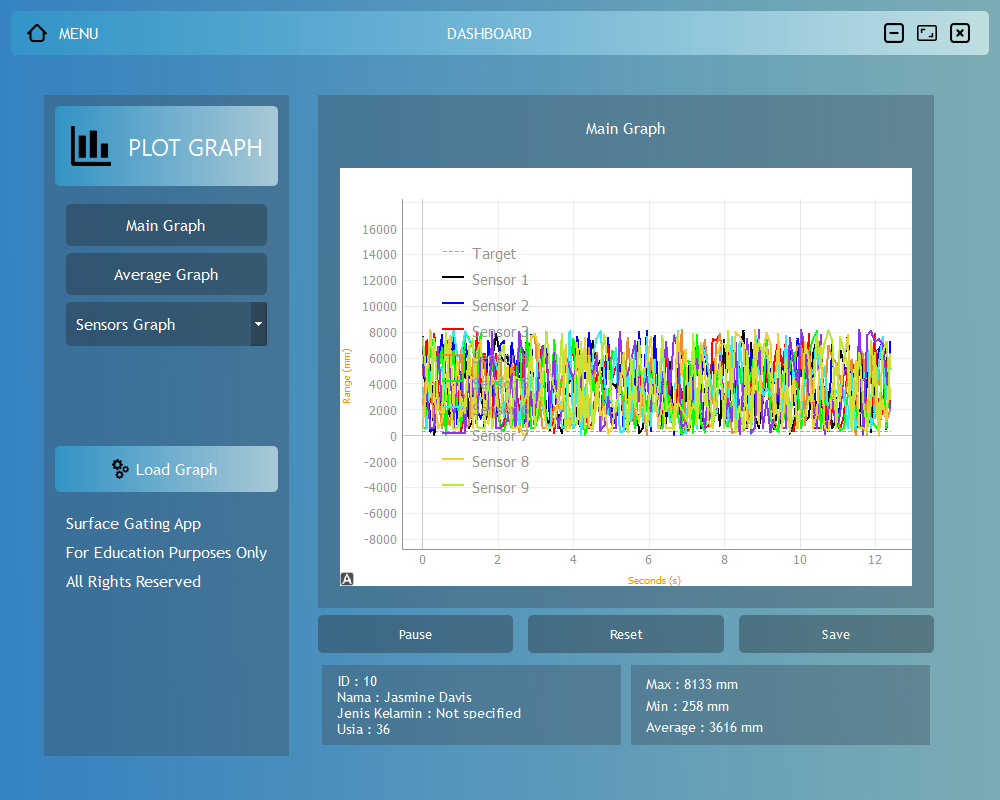 MENU
DASHBOARD
PLOT GRAPH
Main Graph
Average Graph
Sensors Graph
Load Graph
Surface Gating App
For Education Purposes Only
All Rights Reserved
Main Graph
16000
14000
12000
10000
8000
6000
4000
2000
0
-2000
-4000
-6000
-8000
Range (mm)
Target
Sensor 1
Sensor 2
Sensor 3
Sensor 7
Sensor 8
Sensor 9
0 2 4 6 8 10 12
Seconds (s)
A
Pause
Reset
Save
ID : 10
Nama : Jasmine Davis
Jenis Kelamin : Not specified
Usia : 36
Max : 8133 mm
Min : 258 mm
Average : 3616 mm